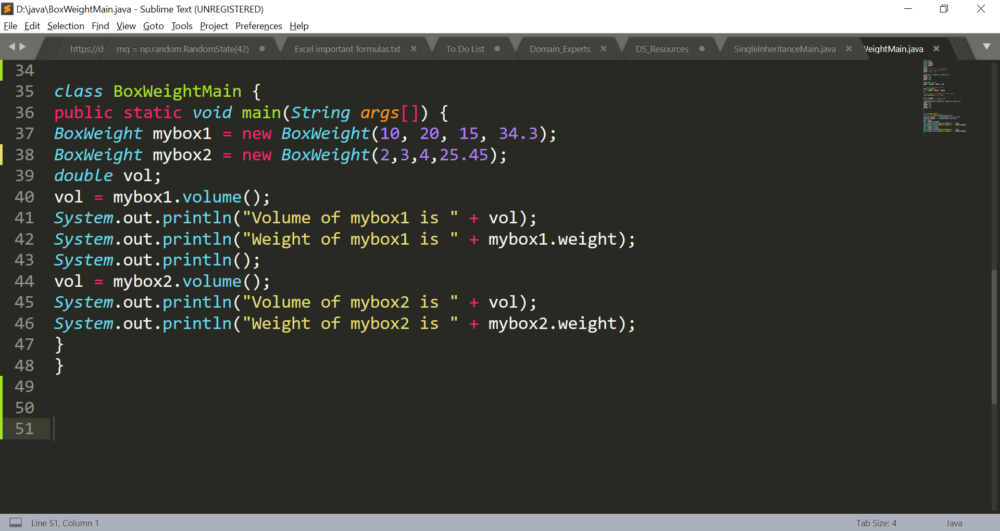 D:\java\BoxWeightMain.java - Sublime Text (UNREGISTERED)
File Edit Selection Find View Goto Tools Project Preferences Help
https://d rng = np.random.RandomState(42) Excel important formulas.txt To Do List Domain_Experts DS_Resources SingleInheritanceMain.java VeightMain.java
34
35 class BoxWeightMain {
36 public static void main(String args[]) {
37 BoxWeight mybox1 = new BoxWeight(10, 20, 15, 34.3);
38 BoxWeight mybox2 = new BoxWeight(2,3,4,25.45);
39 double vol;
40 vol = mybox1.volume();
41 System.out.println("Volume of mybox1 is " + vol);
42 System.out.println("Weight of mybox1 is " + mybox1.weight);
43 System.out.println();
44 vol = mybox2.volume();
45 System.out.println("Volume of mybox2 is " + vol);
46 System.out.println("Weight of mybox2 is " + mybox2.weight);
47 }
48 }
49
50
51
Line 51, Column 1 Tab Size: 4 Java